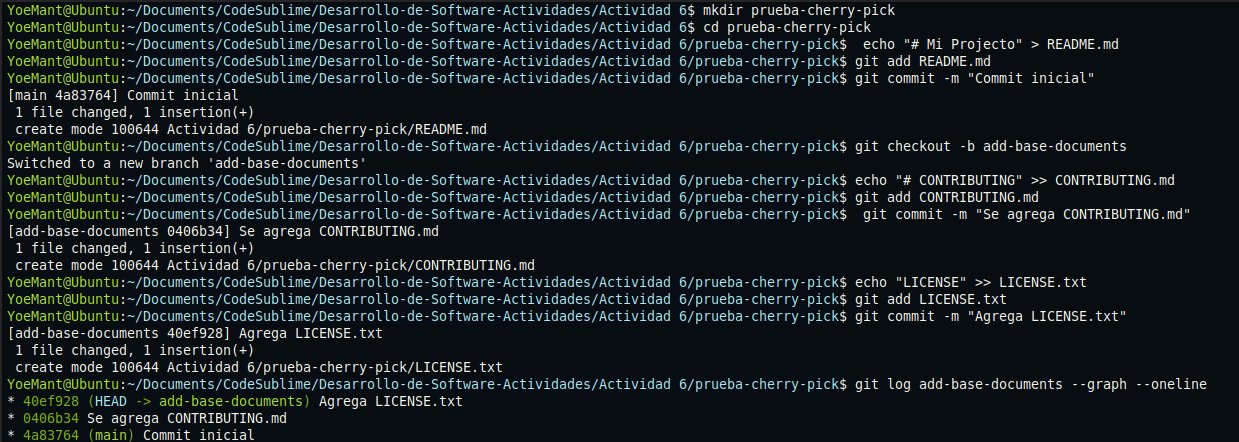 YoeMant@Ubuntu:~/Documents/CodeSublime/Desarrollo-de-Software-Actividades/Actividad 6$ mkdir prueba-cherry-pick
YoeMant@Ubuntu:~/Documents/CodeSublime/Desarrollo-de-Software-Actividades/Actividad 6$ cd prueba-cherry-pick
YoeMant@Ubuntu:~/Documents/CodeSublime/Desarrollo-de-Software-Actividades/Actividad 6/prueba-cherry-pick$  echo "# Mi Projecto" > README.md
YoeMant@Ubuntu:~/Documents/CodeSublime/Desarrollo-de-Software-Actividades/Actividad 6/prueba-cherry-pick$ git add README.md
YoeMant@Ubuntu:~/Documents/CodeSublime/Desarrollo-de-Software-Actividades/Actividad 6/prueba-cherry-pick$ git commit -m "Commit inicial"
[main 4a83764] Commit inicial
 1 file changed, 1 insertion(+)
 create mode 100644 Actividad 6/prueba-cherry-pick/README.md
YoeMant@Ubuntu:~/Documents/CodeSublime/Desarrollo-de-Software-Actividades/Actividad 6/prueba-cherry-pick$ git checkout -b add-base-documents
Switched to a new branch 'add-base-documents'
YoeMant@Ubuntu:~/Documents/CodeSublime/Desarrollo-de-Software-Actividades/Actividad 6/prueba-cherry-pick$ echo "# CONTRIBUTING" >> CONTRIBUTING.md
YoeMant@Ubuntu:~/Documents/CodeSublime/Desarrollo-de-Software-Actividades/Actividad 6/prueba-cherry-pick$ git add CONTRIBUTING.md
YoeMant@Ubuntu:~/Documents/CodeSublime/Desarrollo-de-Software-Actividades/Actividad 6/prueba-cherry-pick$  git commit -m "Se agrega CONTRIBUTING.md"
[add-base-documents 0406b34] Se agrega CONTRIBUTING.md
 1 file changed, 1 insertion(+)
 create mode 100644 Actividad 6/prueba-cherry-pick/CONTRIBUTING.md
YoeMant@Ubuntu:~/Documents/CodeSublime/Desarrollo-de-Software-Actividades/Actividad 6/prueba-cherry-pick$ echo "LICENSE" >> LICENSE.txt
YoeMant@Ubuntu:~/Documents/CodeSublime/Desarrollo-de-Software-Actividades/Actividad 6/prueba-cherry-pick$ git add LICENSE.txt
YoeMant@Ubuntu:~/Documents/CodeSublime/Desarrollo-de-Software-Actividades/Actividad 6/prueba-cherry-pick$ git commit -m "Agrega LICENSE.txt"
[add-base-documents 40ef928] Agrega LICENSE.txt
 1 file changed, 1 insertion(+)
 create mode 100644 Actividad 6/prueba-cherry-pick/LICENSE.txt
YoeMant@Ubuntu:~/Documents/CodeSublime/Desarrollo-de-Software-Actividades/Actividad 6/prueba-cherry-pick$ git log add-base-documents --graph --oneline
* 40ef928 (HEAD -> add-base-documents) Agrega LICENSE.txt
* 0406b34 Se agrega CONTRIBUTING.md
* 4a83764 (main) Commit inicial